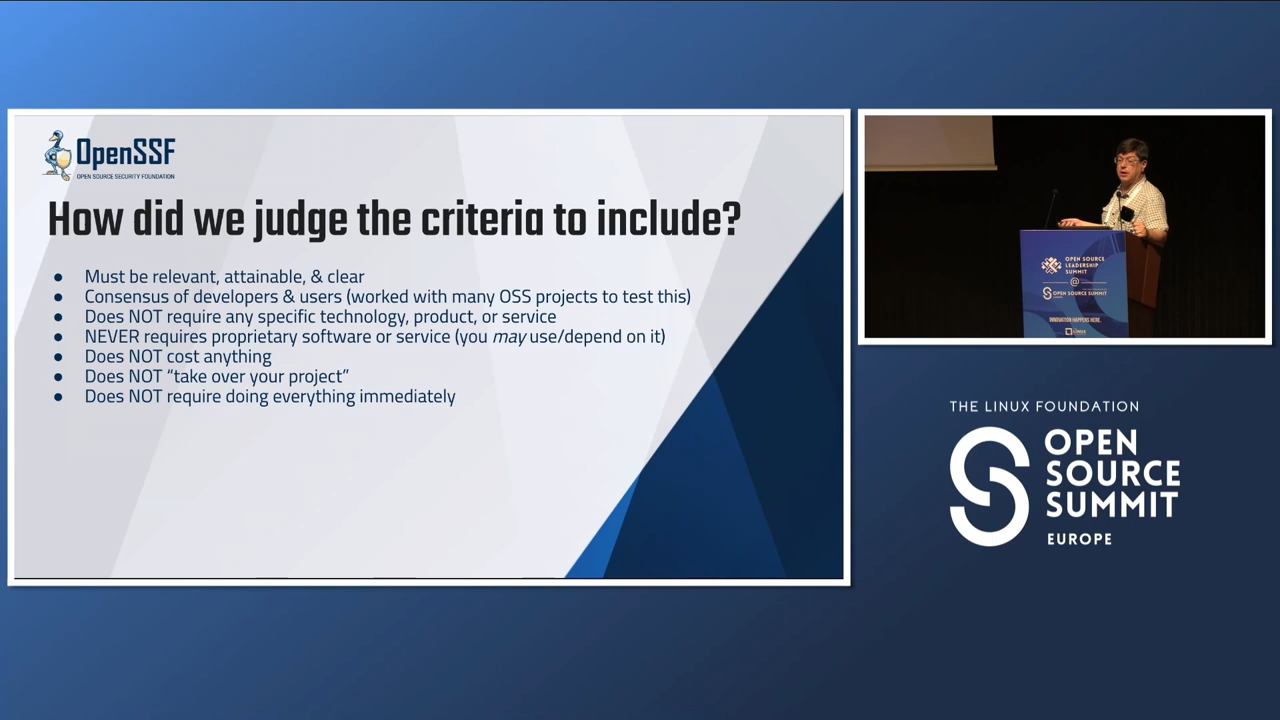 OpenSSF
OPEN SOURCE SECURITY FOUNDATION
How did we judge the criteria to include?
● Must be relevant, attainable, & clear
● Consensus of developers & users (worked with many OSS projects to test this)
● Does NOT require any specific technology, product, or service
● NEVER requires proprietary software or service (you may use/depend on it)
● Does NOT cost anything
● Does NOT “take over your project”
● Does NOT require doing everything immediately
OPEN SOURCE
LEADERSHIP
SUMMIT
@
OPEN SOURCE SUMMIT
INNOVATION HAPPENS HERE.
THE LINUX FOUNDATION
OPEN
SOURCE
SUMMIT
EUROPE